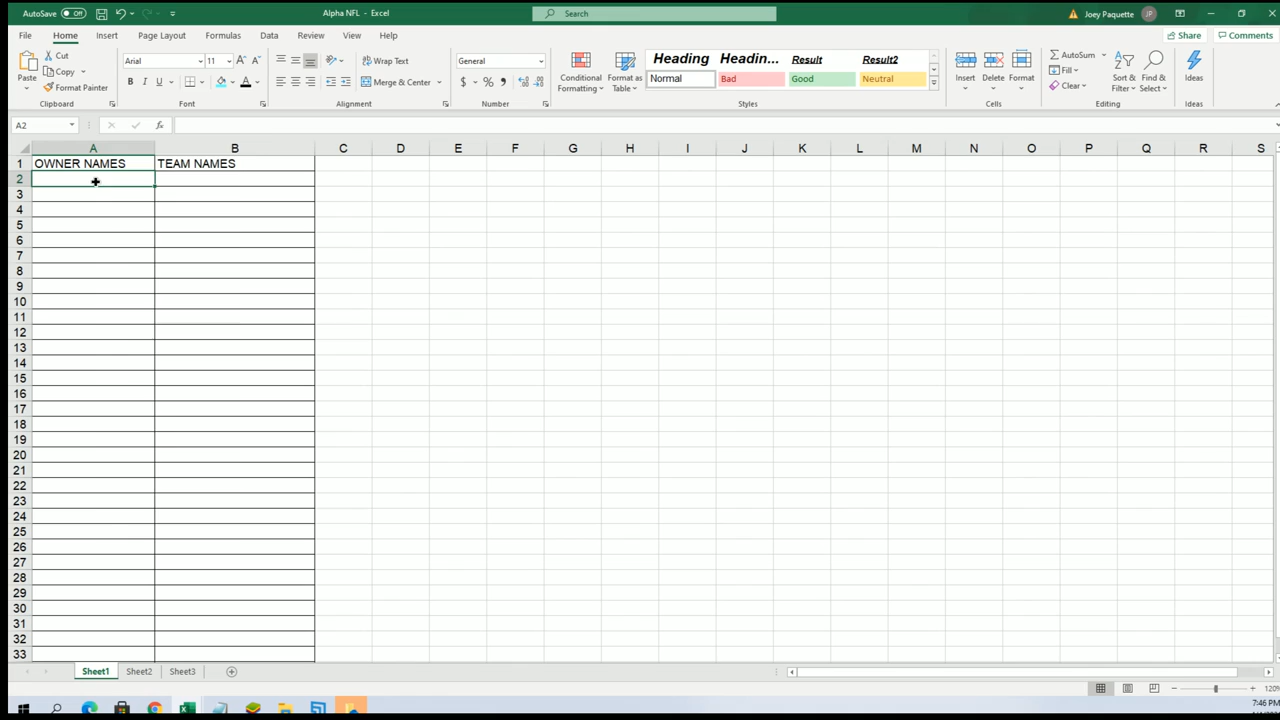 AutoSave Off Alpha NFL - Excel Search Joey Paquette JP
File Home Insert Page Layout Formulas Data Review View Help Share Comments
Paste Cut Copy Format Painter Clipboard
Arial 11 B I U A A Font
Wrap Text Merge & Center Alignment
General $ % Number
Conditional Formatting Format as Table
Heading Headin... Result Result2
Normal Bad Good Neutral
Styles
Insert Delete Format Cells
AutoSum Fill Clear Sort & Filter Find & Select Editing
Ideas Ideas
A2 fx
A B C D E F G H I J K L M N O P Q R S
1 OWNER NAMES TEAM NAMES
2
3
4
5
6
7
8
9
10
11
12
13
14
15
16
17
18
19
20
21
22
23
24
25
26
27
28
29
30
31
32
33
Sheet1 Sheet2 Sheet3
120%
7:46 PM